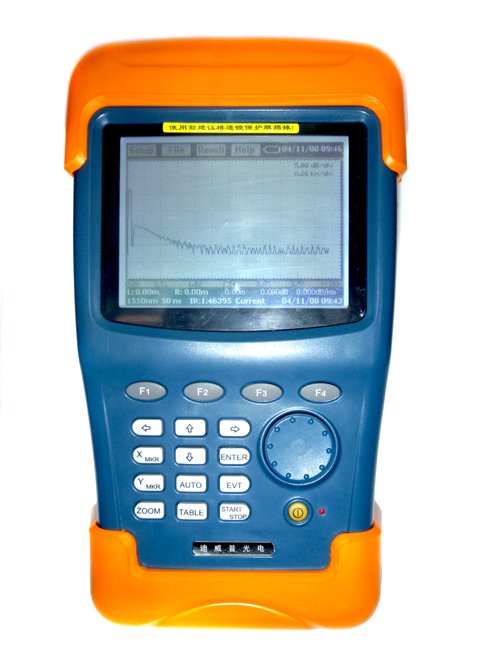 使用前建议将透镜保护膜揭掉!
Setup File Result Help 04/11/08 09:46
5.00 dB/div
0.26 km/div
L: 0.00m R: 0.00m 0.00m 0.000dB 0.000dB/km
1550nm 50 ns IR:1.46395 Current 04/11/08 09:43
F1 F2 F3 F4
X MKR ENTER
Y MKR AUTO EVT
ZOOM TABLE START STOP
迪威普光电